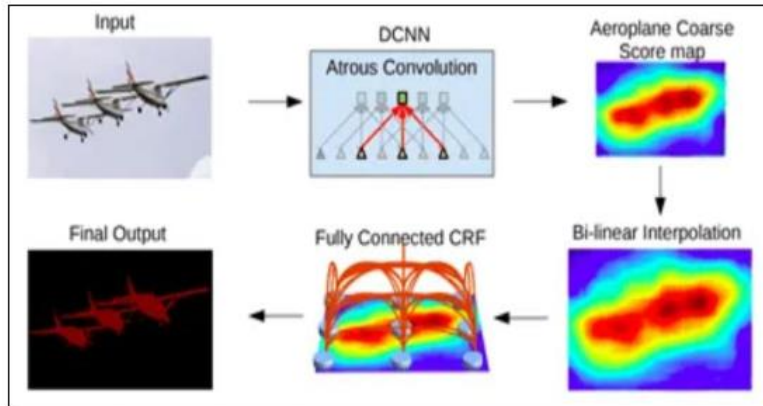 Input
DCNN
Atrous Convolution
Aeroplane Coarse
Score map
Final Output
Fully Connected CRF
Bi-linear Interpolation